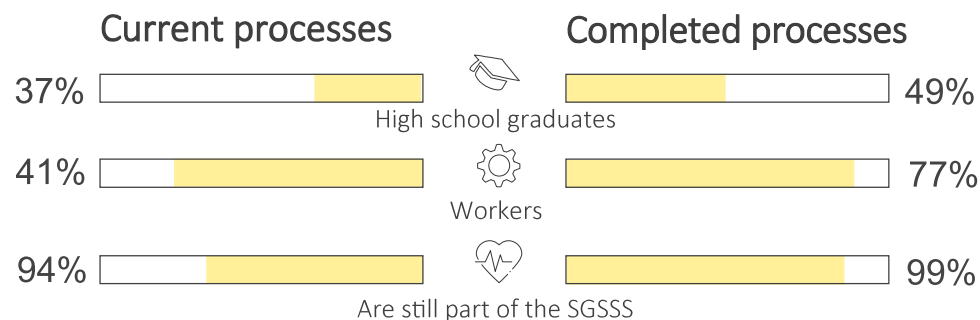 Current processes
Completed processes
37%
49%
High school graduates
41%
77%
Workers
94%
99%
Are still part of the SGSSS